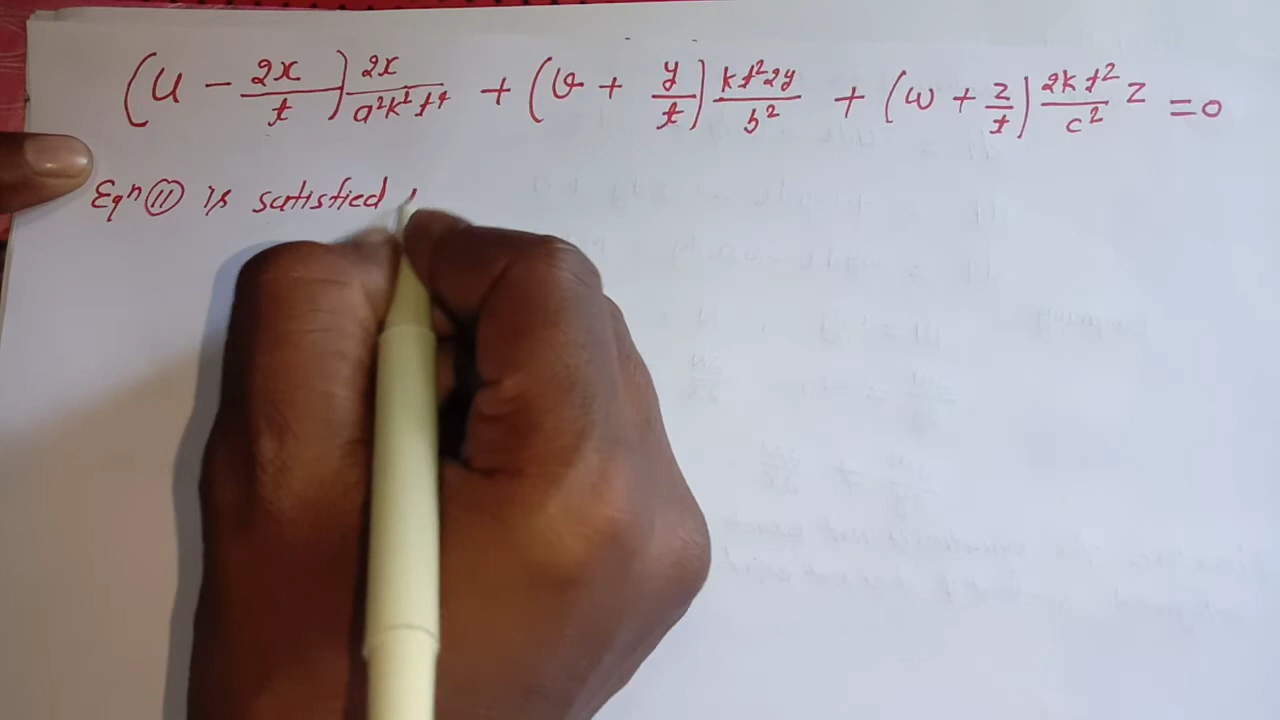 (u - 2x/t) 2x/a²k²t⁴ + (v + y/t) kt²2y/b² + (w + z/t) 2kt²/c² z = 0
Eqⁿ (11) is satisfied